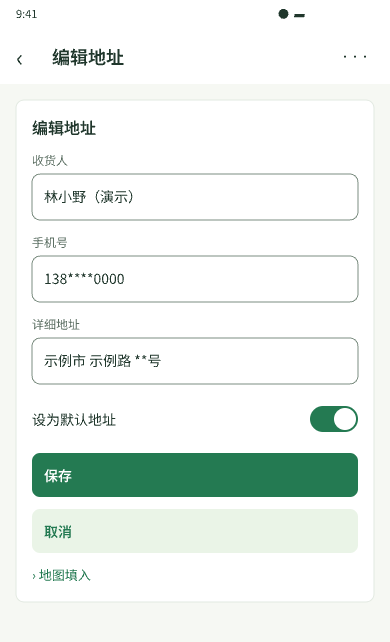 9:41
‹ 编辑地址 · · ·
编辑地址
收货人
林小野（演示）
手机号
138****0000
详细地址
示例市 示例路 **号
设为默认地址
保存
取消
› 地图填入